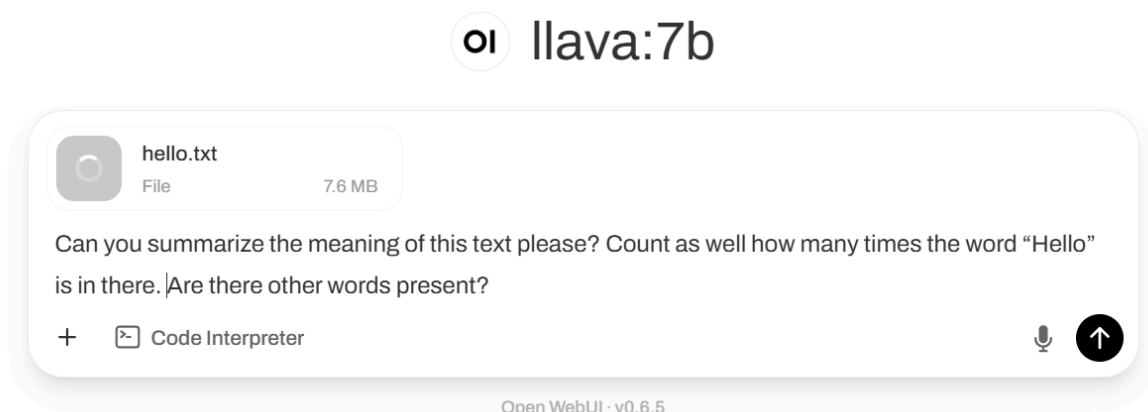 OI llava:7b
hello.txt
File 7.6 MB
Can you summarize the meaning of this text please? Count as well how many times the word “Hello”
is in there. Are there other words present?
Code Interpreter
Open WebUI · v0.6.5